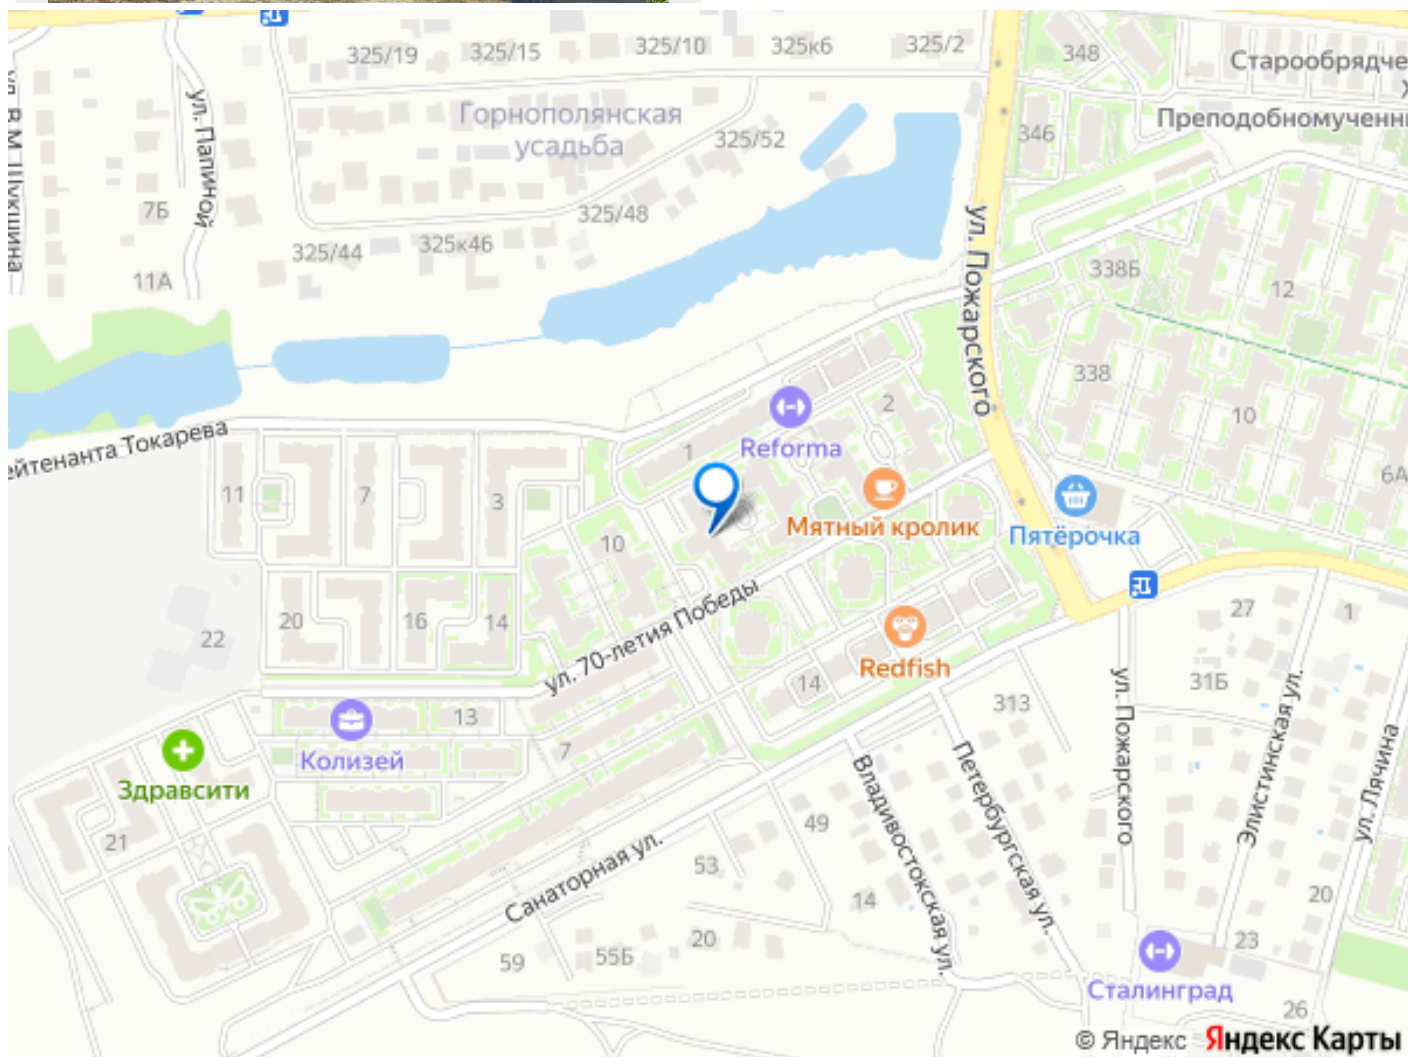 325/19
325/15
325/10
325к6
325/2
348
Старообрядче
Х
ул. В.М. Шукшина
ул. Папиной
Горнополянская
усадьба
325/52
346
Преподобномученни
7Б
325/48
325/44
325к46
11А
ул. Пожарского
338Б
12
338
2
10
ейтенанта Токарева
1
Reforma
6А
11
7
3
Мятный кролик
Пятёрочка
10
20
16
14
22
ул. 70-летия Победы
27
1
Redfish
14
31Б
313
13
Колизей
7
Здравсити
21
ул. Пожарского
Элистинская ул.
ул. Лячина
Владивостокская ул.
Петербургская ул.
49
53
Санаторная ул.
14
20
20
23
59
55Б
Сталинград
26
© Яндекс Яндекс Карты